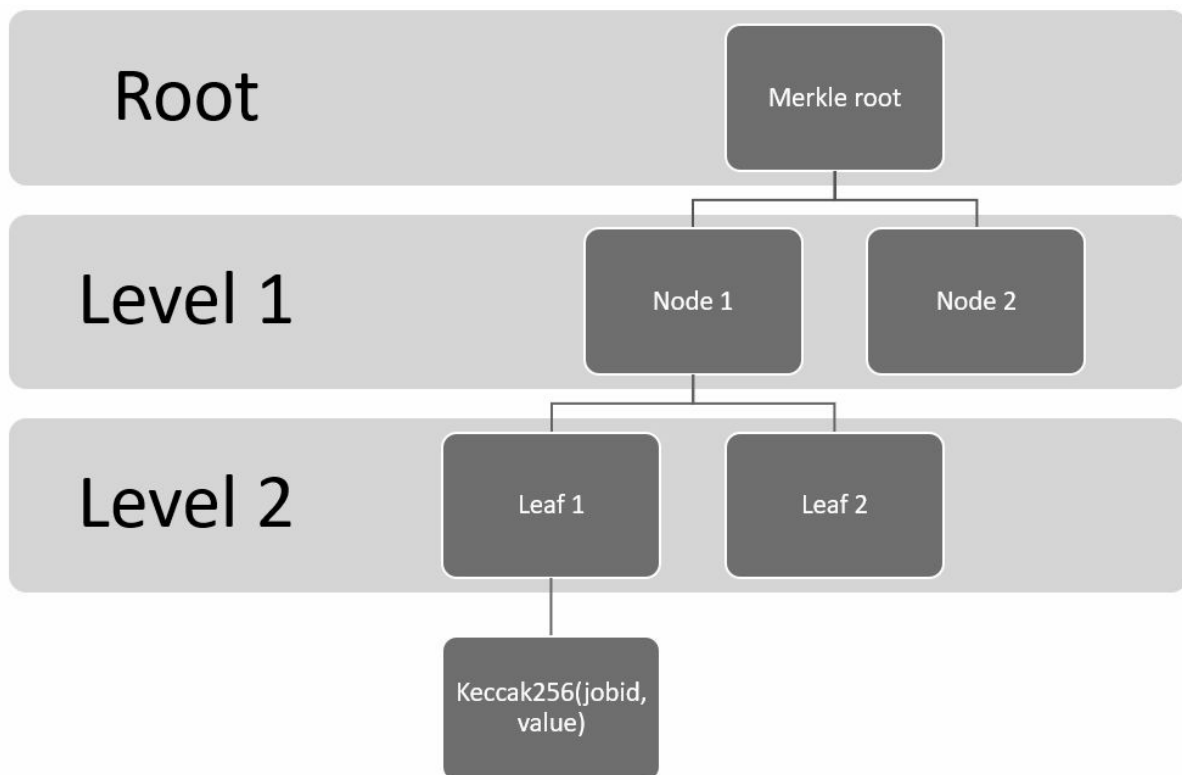 Root
Merkle root
Level 1
Node 1
Node 2
Level 2
Leaf 1
Leaf 2
Keccak256(jobid,
value)